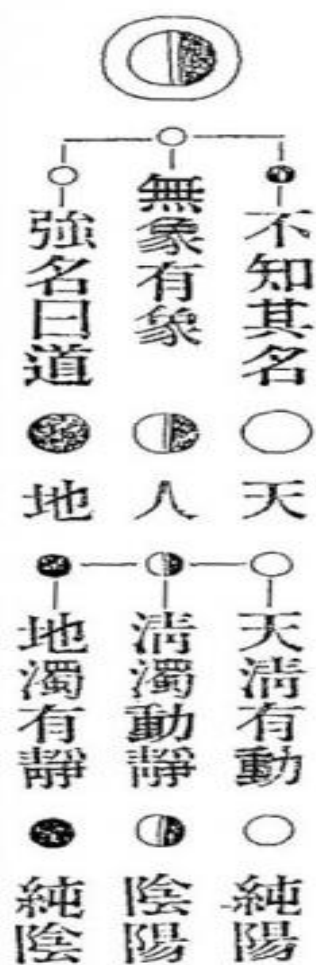 不知其名
無象有象
強名曰道
天
人
地
天清有動
清濁動靜
地濁有靜
純陽
陰陽
純陰